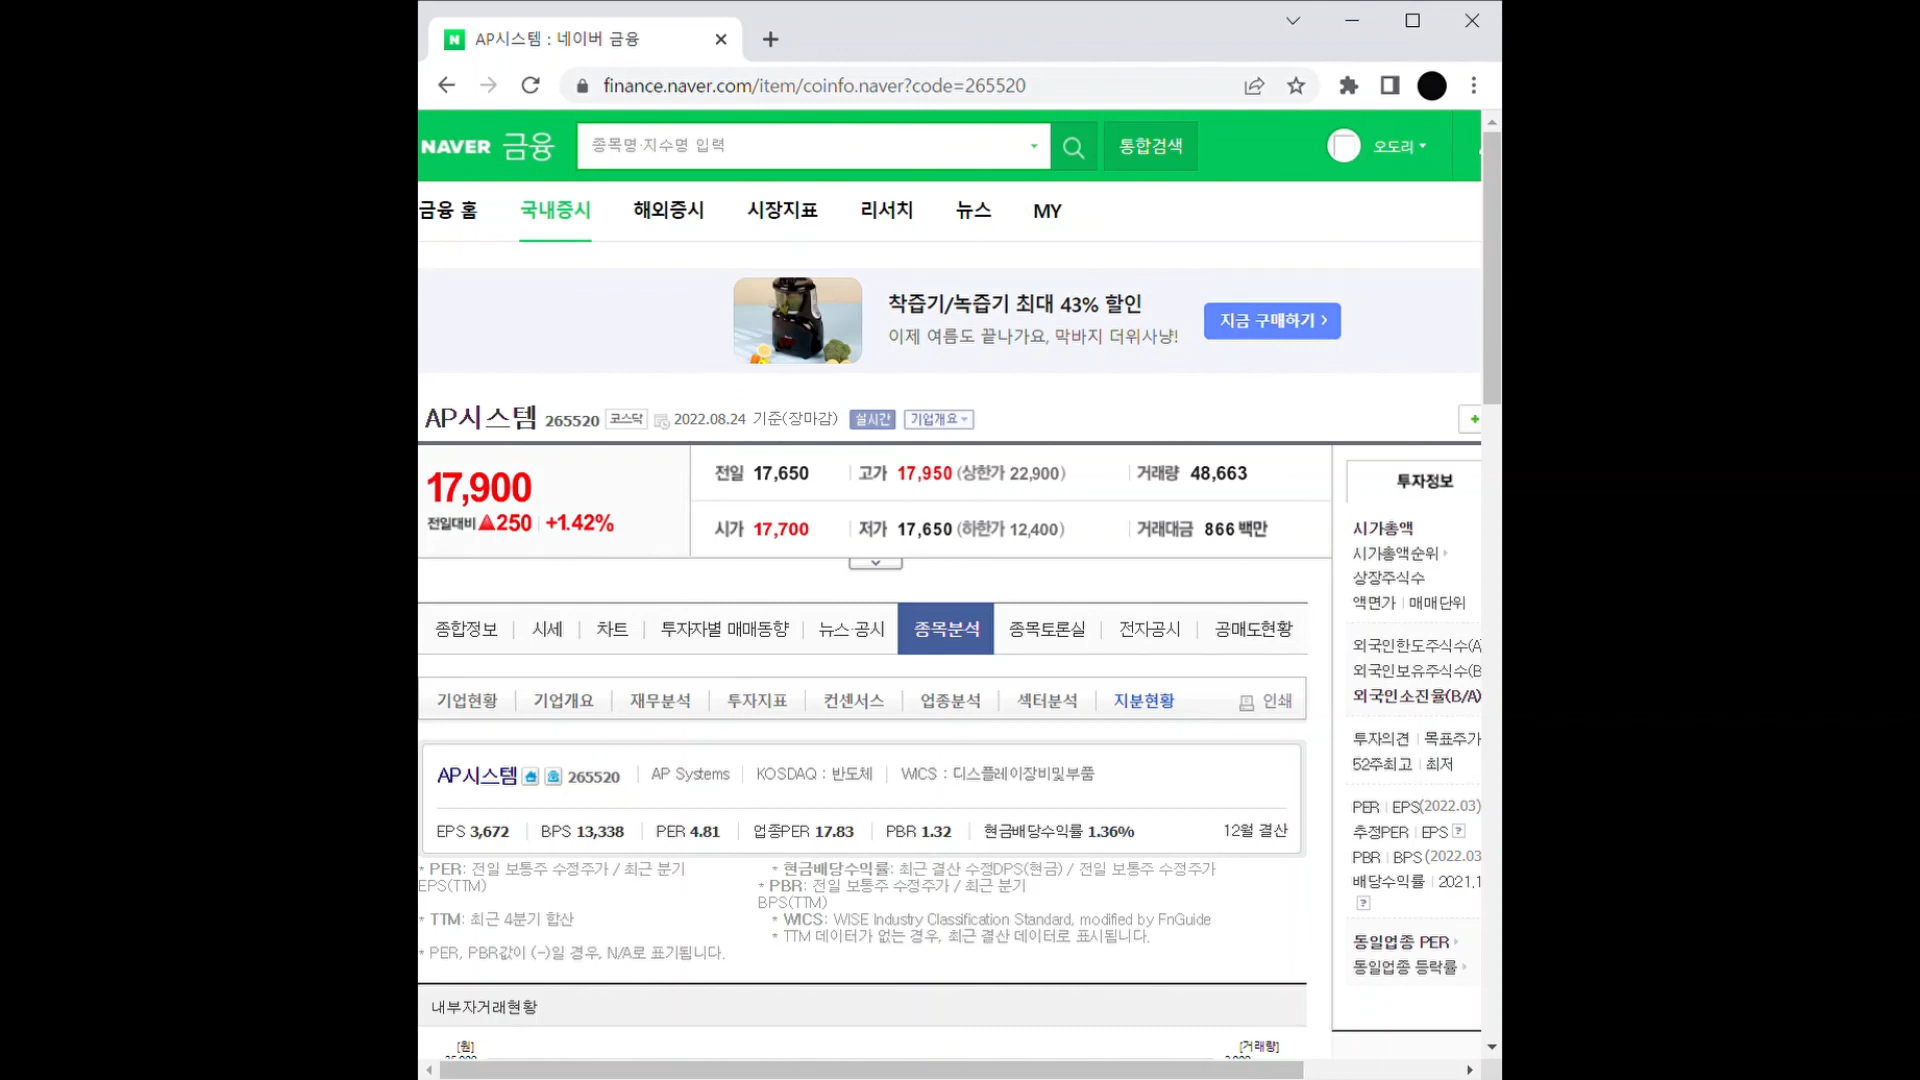 AP시스템 : 네이버 금융
finance.naver.com/item/coinfo.naver?code=265520
NAVER 금융 종목명·지수명 입력 통합검색 오도리
금융 홈 국내증시 해외증시 시장지표 리서치 뉴스 MY
착즙기/녹즙기 최대 43% 할인
이제 여름도 끝나가요, 막바지 더위사냥!
지금 구매하기 >
AP시스템 265520 코스닥 2022.08.24 기준(장마감) 실시간 기업개요
17,900
전일대비 ▲250 +1.42%
전일 17,650 고가 17,950 (상한가 22,900) 거래량 48,663
시가 17,700 저가 17,650 (하한가 12,400) 거래대금 866 백만
종합정보 시세 차트 투자자별 매매동향 뉴스·공시 종목분석 종목토론실 전자공시 공매도현황
기업현황 기업개요 재무분석 투자지표 컨센서스 업종분석 섹터분석 지분현황 인쇄
AP시스템 265520 AP Systems KOSDAQ : 반도체 WICS : 디스플레이장비및부품
EPS 3,672 BPS 13,338 PER 4.81 업종PER 17.83 PBR 1.32 현금배당수익률 1.36% 12월 결산
* PER: 전일 보통주 수정주가 / 최근 분기
EPS(TTM)
* 현금배당수익률: 최근 결산 수정DPS(현금) / 전일 보통주 수정주가
* PBR: 전일 보통주 수정주가 / 최근 분기
BPS(TTM)
* TTM: 최근 4분기 합산
* WICS: WISE Industry Classification Standard, modified by FnGuide
* TTM 데이터가 없는 경우, 최근 결산 데이터로 표시됩니다.
* PER, PBR값이 (-)일 경우, N/A로 표기됩니다.
내부자거래현황
[원] [거래량]
투자정보
시가총액
시가총액순위
상장주식수
액면가 | 매매단위
외국인한도주식수(A
외국인보유주식수(B
외국인소진율(B/A)
투자의견 | 목표주가
52주최고 | 최저
PER | EPS(2022.03)
추정PER | EPS ?
PBR | BPS (2022.03
배당수익률 | 2021.1
?
동일업종 PER
동일업종 등락률